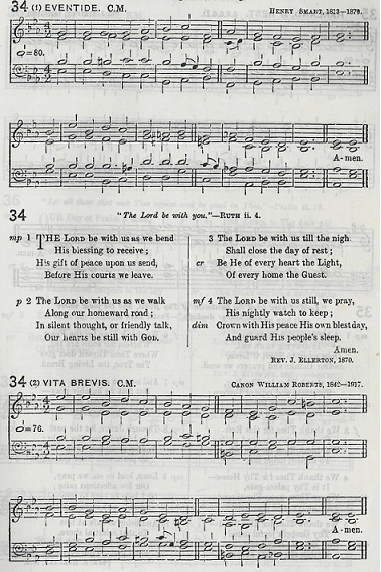 34 (1) EVENTIDE. C.M. HENRY SMART, 1813—1879.
=80.
A-men.
34 "The Lord be with you."—RUTH ii. 4.
mp 1 THE LORD be with us as we bend
His blessing to receive;
His gift of peace upon us send,
Before His courts we leave.
p 2 The LORD be with us as we walk
Along our homeward road;
In silent thought, or friendly talk,
Our hearts be still with GOD.
3 The LORD be with us till the nigh
Shall close the day of rest;
cr Be He of every heart the Light,
Of every home the Guest.
mf 4 The LORD be with us still, we pray,
His nightly watch to keep;
dim Crown with His peace His own blest day,
And guard His people's sleep.
Amen.
REV. J. ELLERTON, 1870.
34 (2) VITA BREVIS. C.M. CANON WILLIAM ROBERTS, 1842—1917.
=76.
A-men.